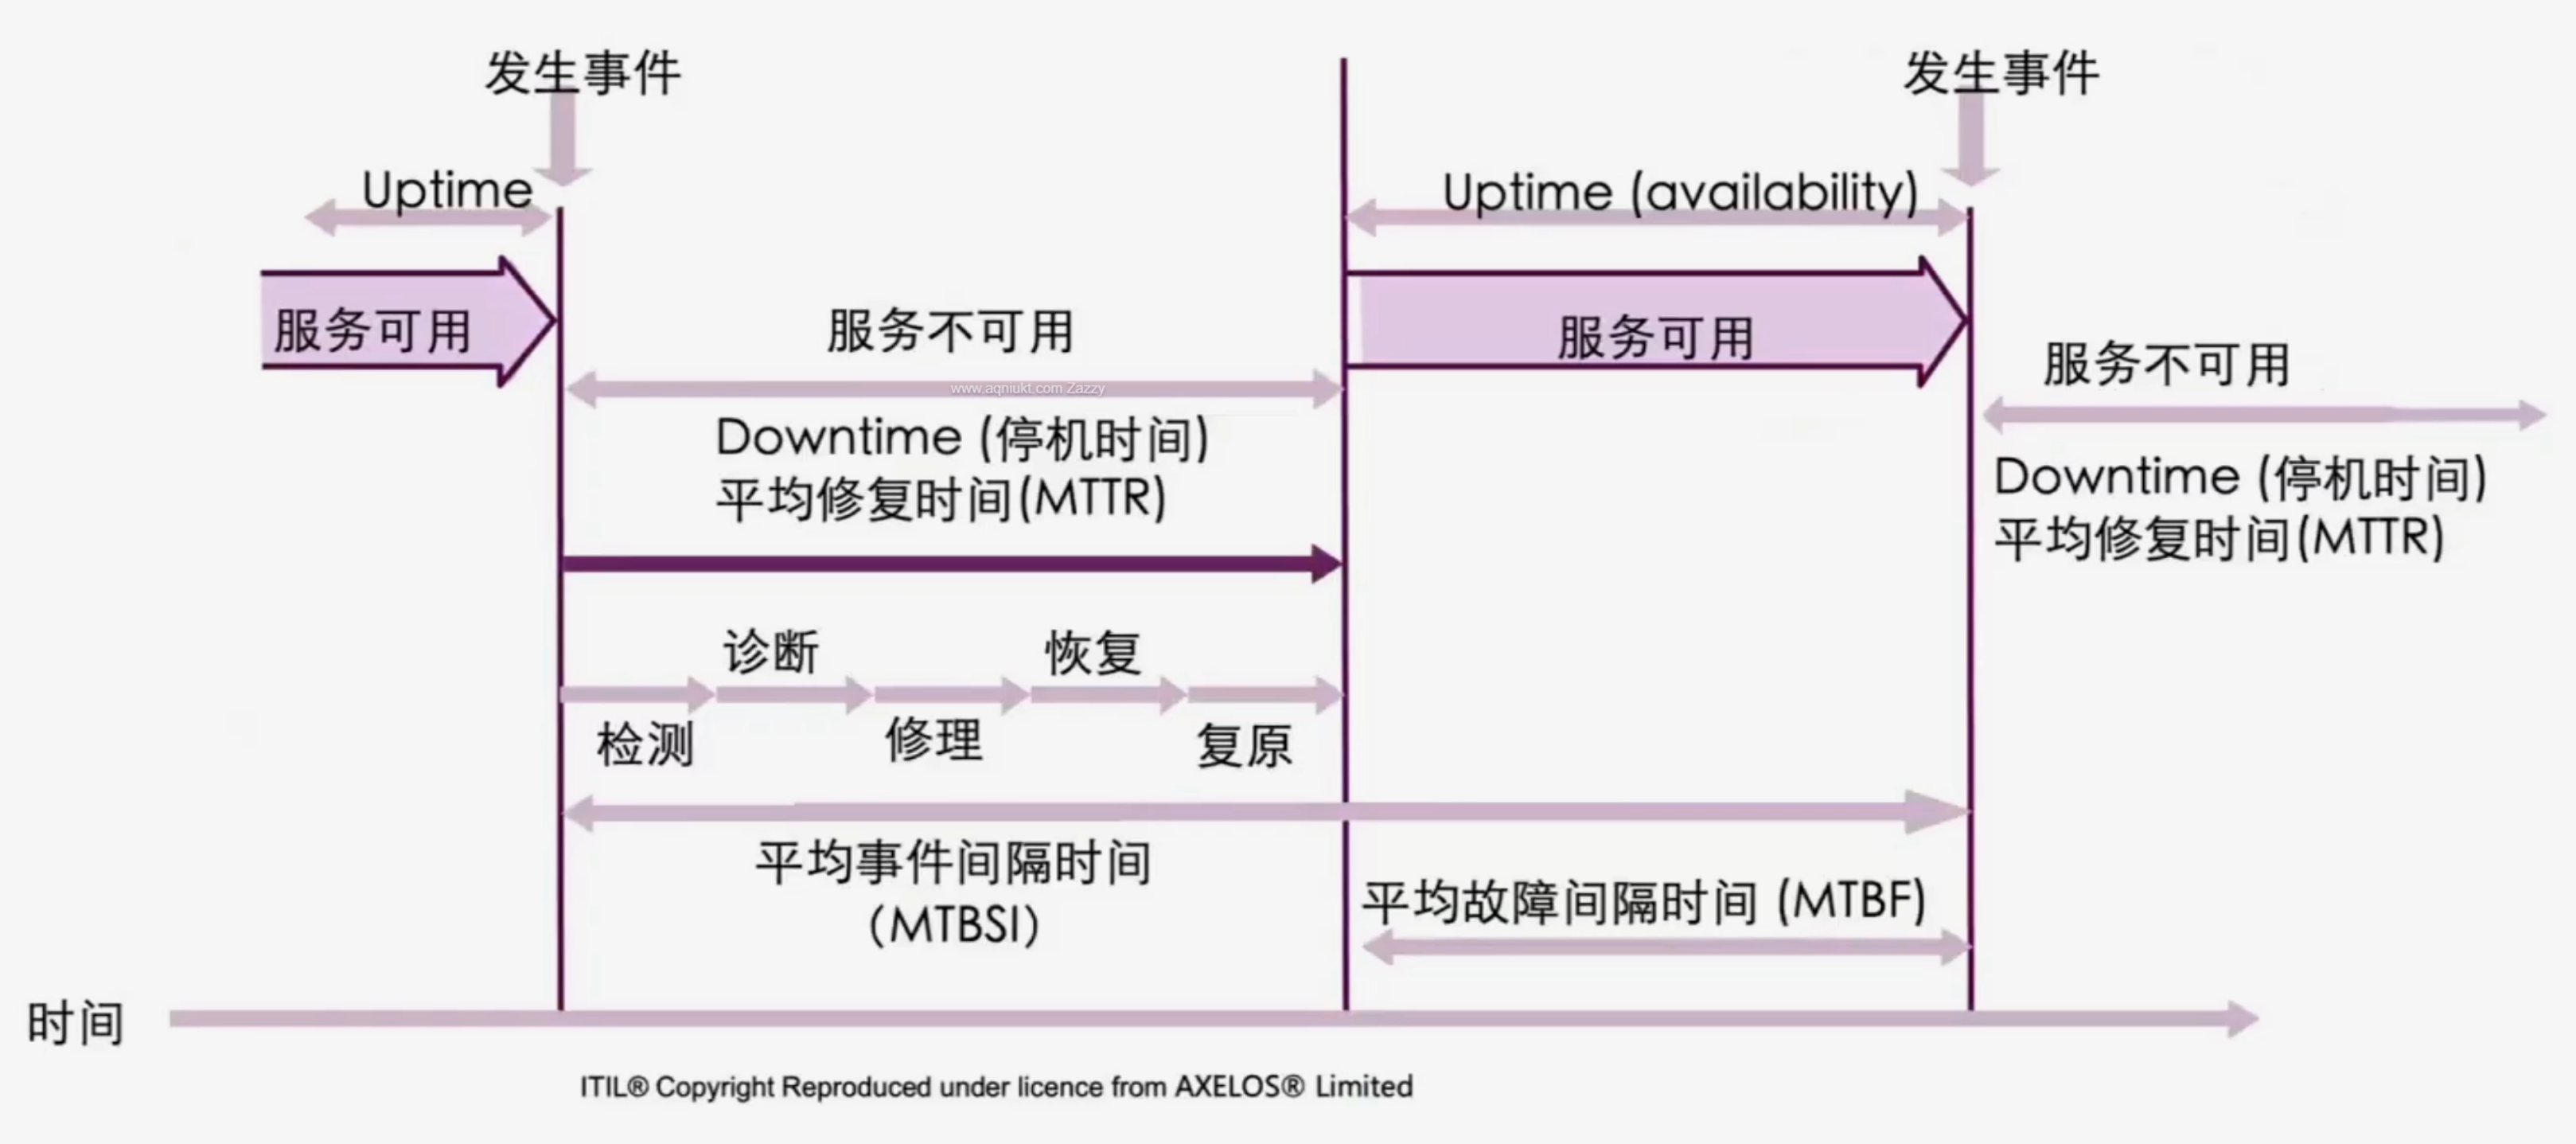 发生事件
发生事件
Uptime
Uptime (availability)
服务可用
服务不可用
服务可用
服务不可用
www.aqniukt.com Zazzy
Downtime (停机时间)
平均修复时间(MTTR)
Downtime (停机时间)
平均修复时间(MTTR)
诊断
恢复
检测
修理
复原
平均事件间隔时间
（MTBSI）
平均故障间隔时间 (MTBF)
时间
ITIL® Copyright Reproduced under licence from AXELOS® Limited